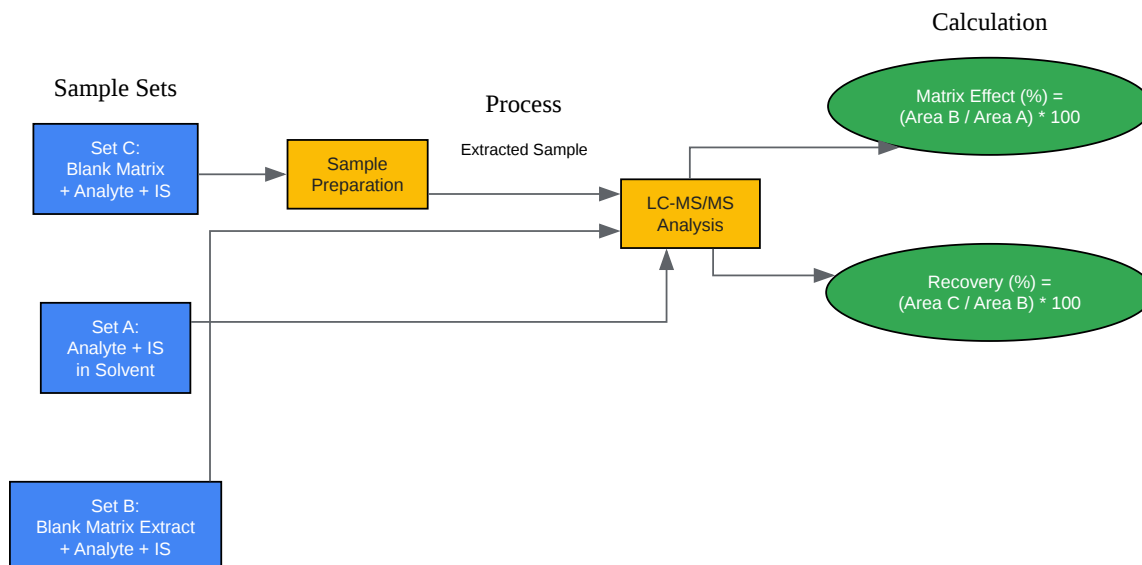 Calculation
Sample Sets
Process
Set C:
Blank Matrix
+ Analyte + IS
Sample
Preparation
Extracted Sample
LC-MS/MS
Analysis
Matrix Effect (%) =
(Area B / Area A) * 100
Recovery (%) =
(Area C / Area B) * 100
Set A:
Analyte + IS
in Solvent
Set B:
Blank Matrix Extract
+ Analyte + IS